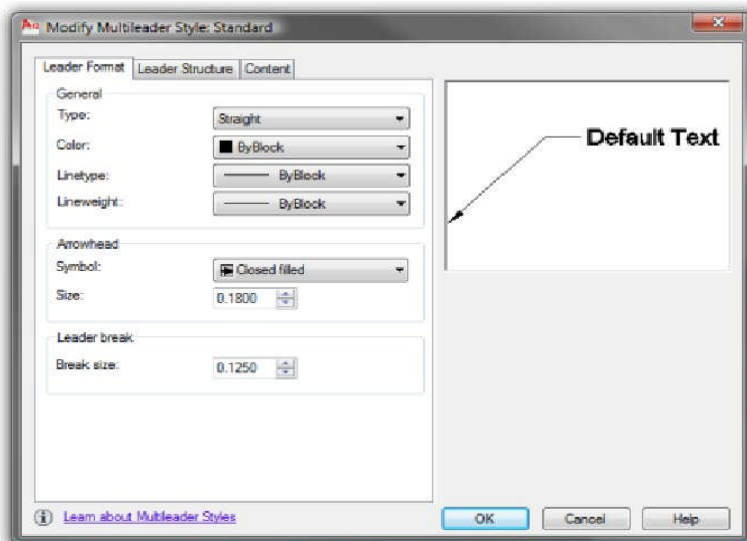 Modify Multileader Style: Standard
Leader Format Leader Structure Content
General
Type: Straight
Color: ByBlock
Linetype: ByBlock
Lineweight: ByBlock
Arrowhead
Symbol: Closed filled
Size: 0.1800
Leader break
Break size: 0.1250
Default Text
Learn about Multileader Styles
OK Cancel Help